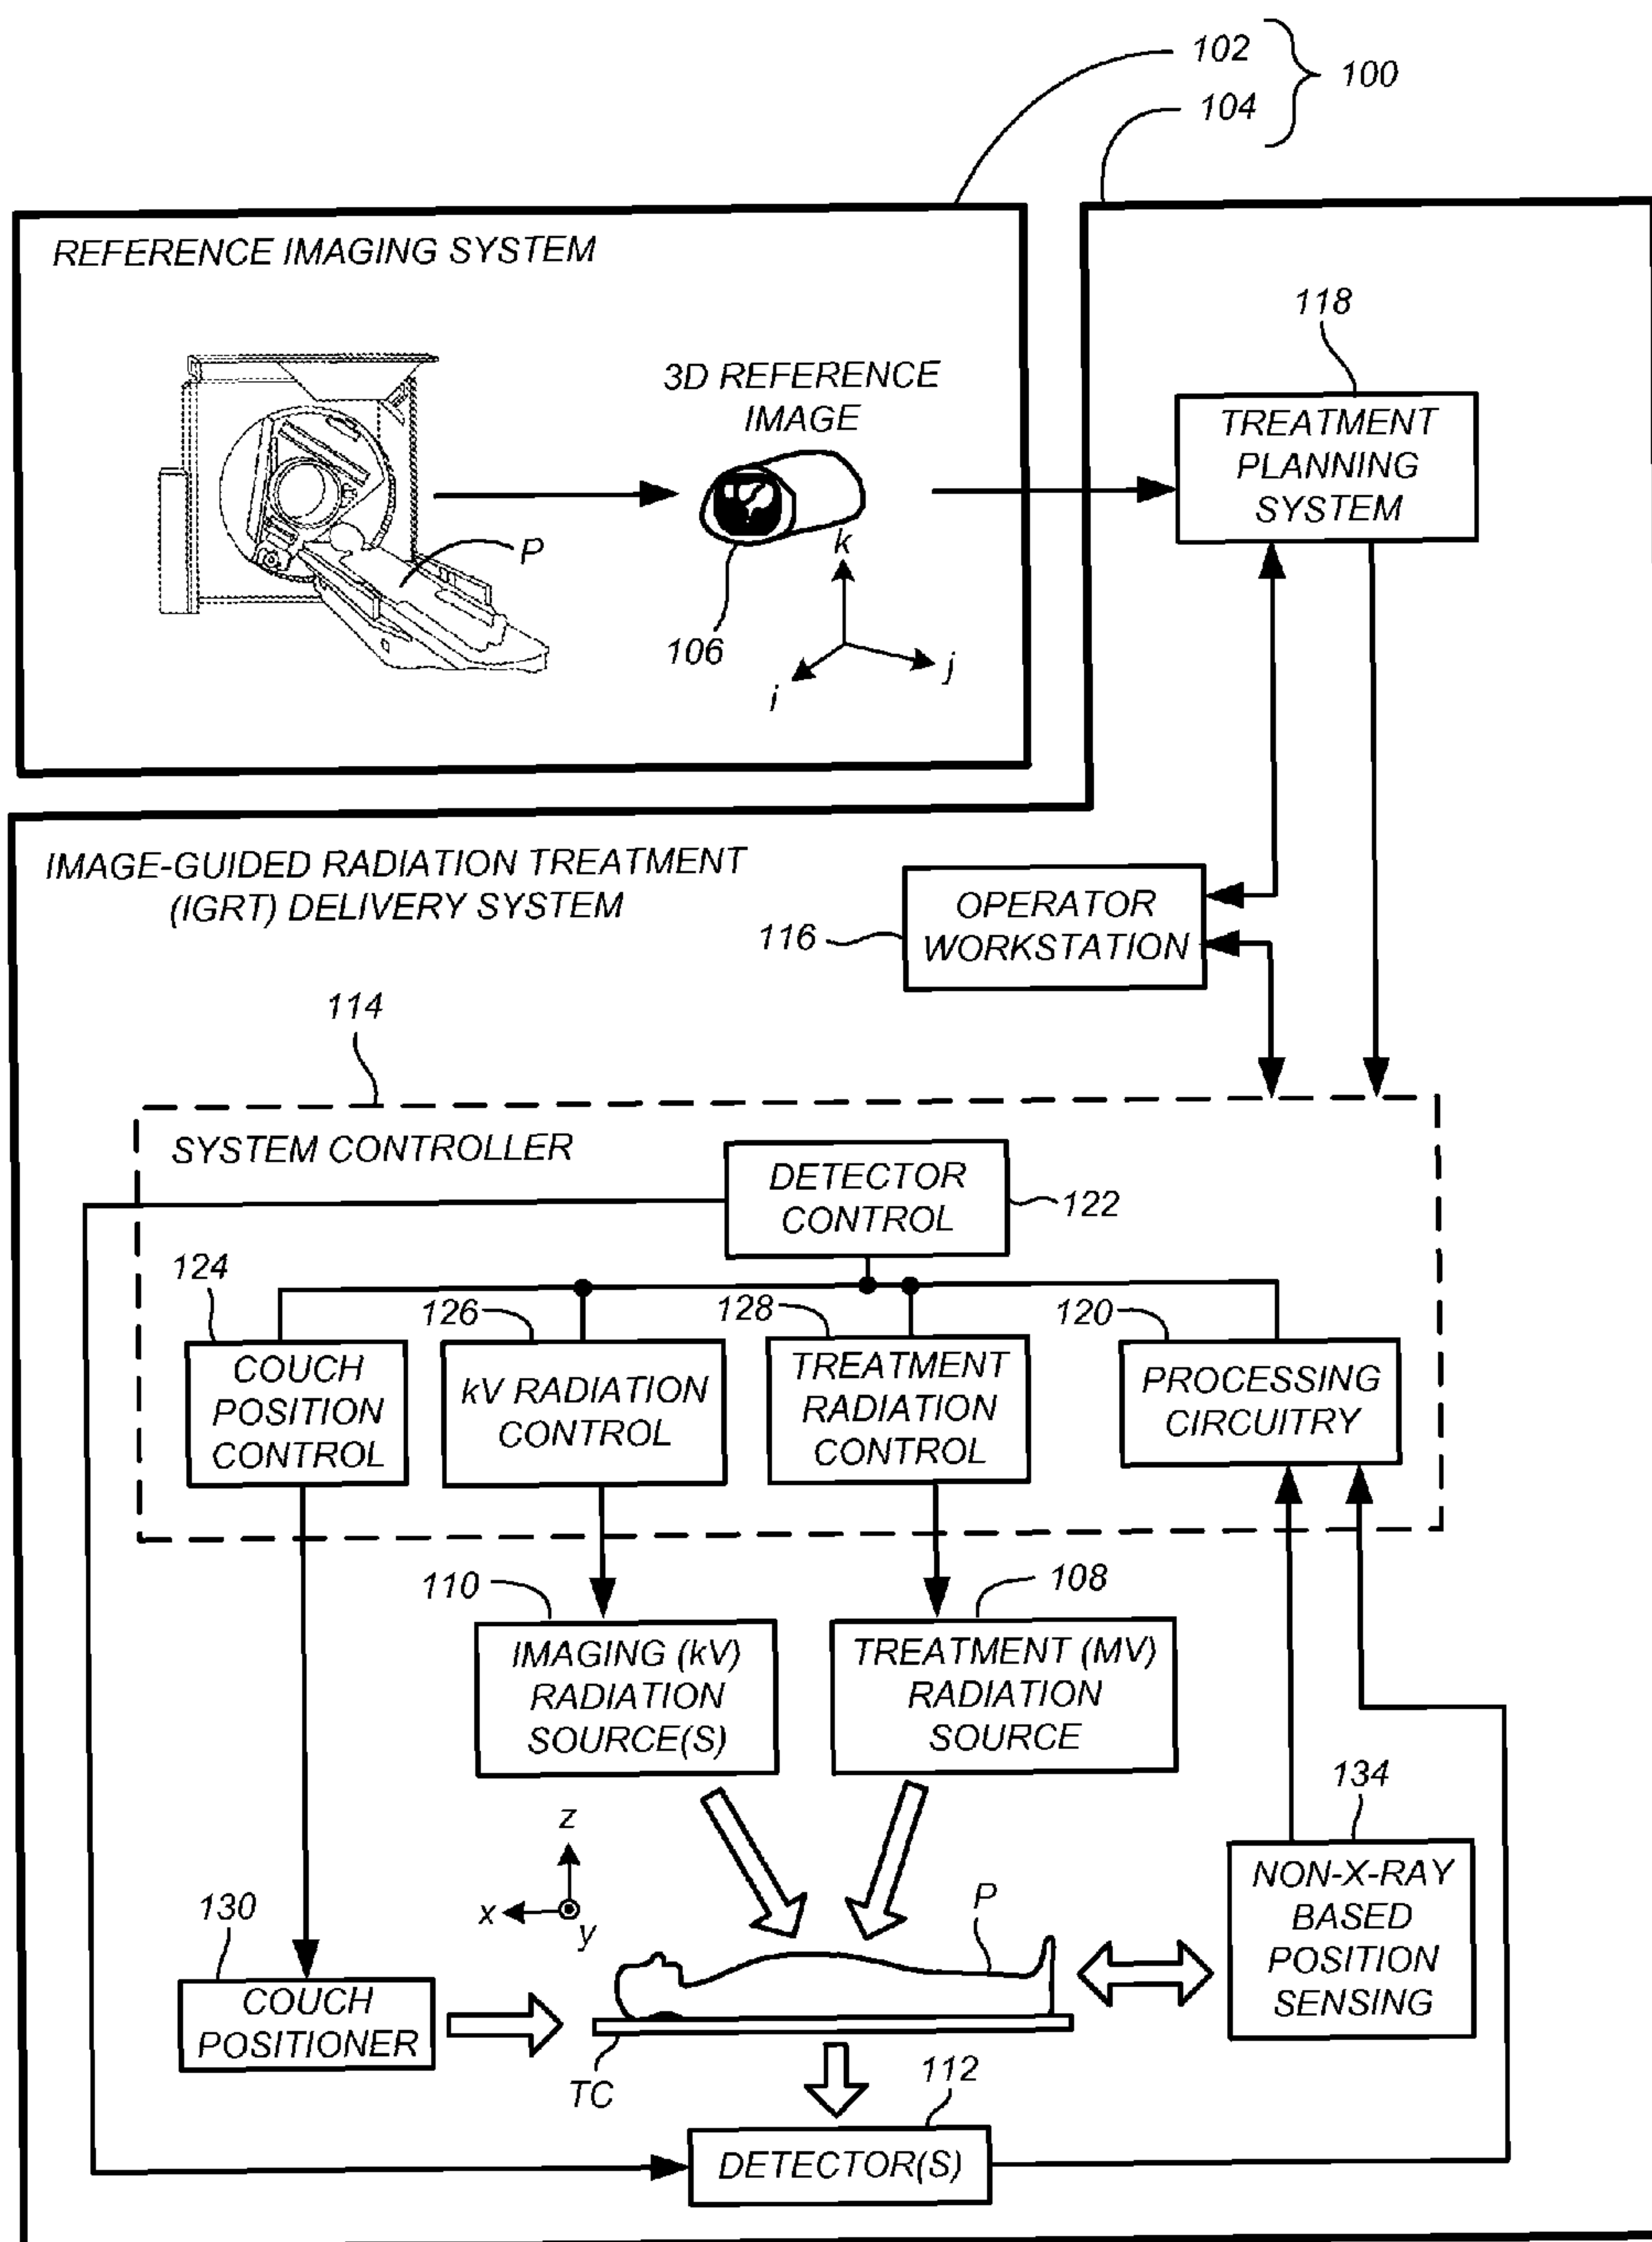 102
100
104
REFERENCE IMAGING SYSTEM
118
3D REFERENCE
IMAGE
TREATMENT
PLANNING
SYSTEM
P
k
106
j
i
IMAGE-GUIDED RADIATION TREATMENT
(IGRT) DELIVERY SYSTEM
OPERATOR
WORKSTATION
116
114
SYSTEM CONTROLLER
DETECTOR
CONTROL
122
124
126
128
120
COUCH
POSITION
CONTROL
kV RADIATION
CONTROL
TREATMENT
RADIATION
CONTROL
PROCESSING
CIRCUITRY
110
108
IMAGING (kV)
RADIATION
SOURCE(S)
TREATMENT (MV)
RADIATION
SOURCE
134
z
x
y
NON-X-RAY
BASED
POSITION
SENSING
130
P
COUCH
POSITIONER
TC
112
DETECTOR(S)